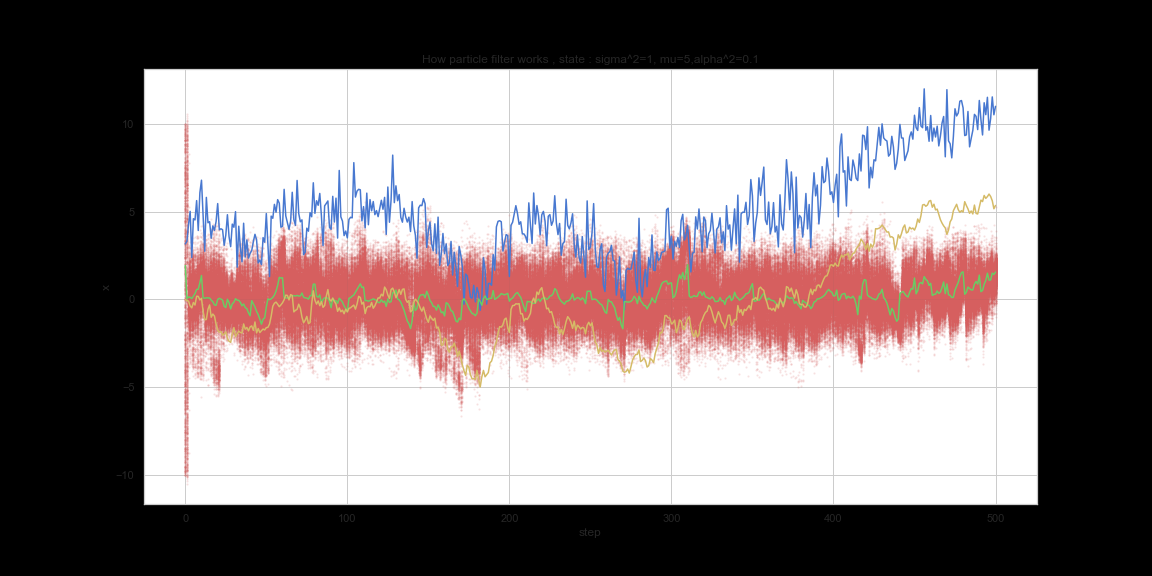 How particle filter works , state : sigma^2=1, mu=5,alpha^2=0.1
10
5
0
−5
−10
x
0 100 200 300 400 500
step